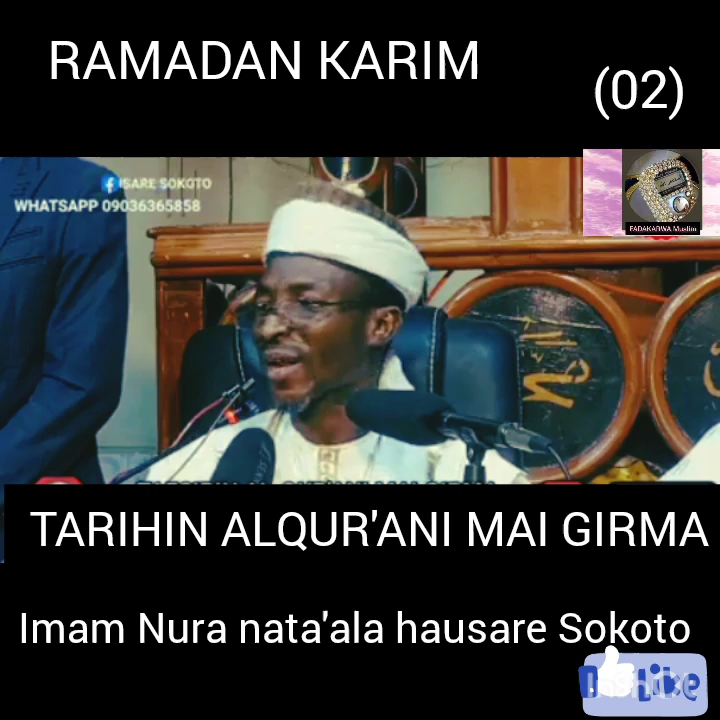 RAMADAN KARIM
(02)
ISARE SOKOTO
WHATSAPP 09036365858
FADAKARWA Muslim
TARIHIN ALQUR'ANI MAI GIRMA
Imam Nura nata'ala hausare Sokoto
Like